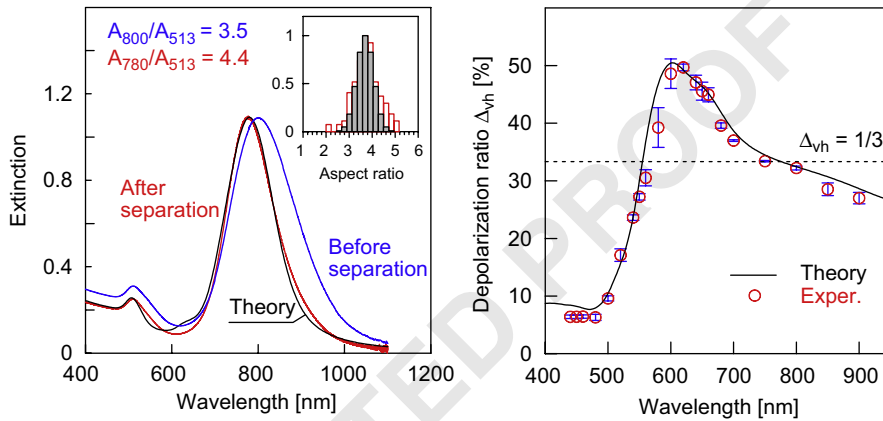 A800/A513 = 3.5
A780/A513 = 4.4
1
0.5
0
1 2 3 4 5 6
Aspect ratio
1.2
0.8
0.4
0
Extinction
After
separation
Before
separation
Theory
400 600 800 1000 1200
Wavelength [nm]
50
40
30
20
10
0
Depolarization ratio Δvh [%]
Δvh = 1/3
Theory
Exper.
400 500 600 700 800 900
Wavelength [nm]
TED PROOF